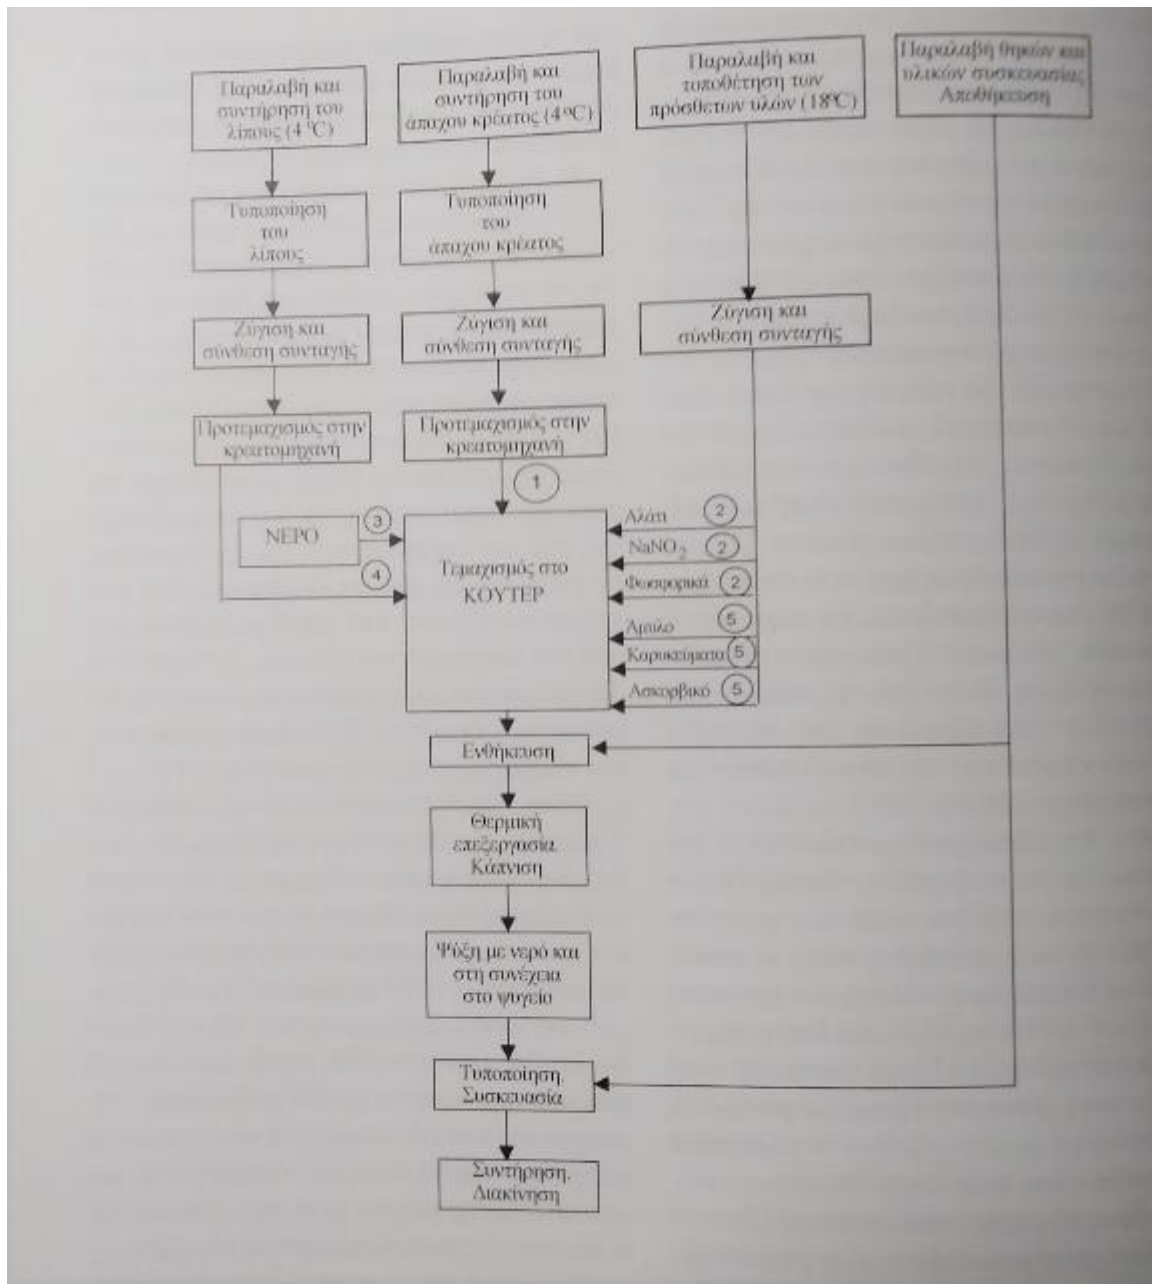 Παραλαβή και
συντήρηση του
λίπους (4 ⁰C)
Παραλαβή και
συντήρηση του
άπαχου κρέατος (4 ºC)
Παραλαβή και
τοποθέτηση των
πρόσθετων υλών (18ºC)
Παραλαβή θηκών και
υλικών συσκευασίας
Αποθήκευση
Τυποποίηση
του
λίπους
Τυποποίηση
του
άπαχου κρέατος
Ζύγιση και
σύνθεση συνταγής
Ζύγιση και
σύνθεση συνταγής
Ζύγιση και
σύνθεση συνταγής
Προτεμαχισμός στην
κρεατομηχανή
Προτεμαχισμός στην
κρεατομηχανή
1
ΝΕΡΟ
3
4
Τεμαχισμός στο
ΚΟΥΤΕΡ
Αλάτι 2
NaNO₂ 2
Φωσφορικά 2
Άμυλο 5
Καρυκεύματα 5
Ασκορβικό 5
Ενθήκευση
Θερμική
επεξεργασία.
Κάπνιση
Ψύξη με νερό και
στη συνέχεια
στο ψυγείο
Τυποποίηση.
Συσκευασία
Συντήρηση.
Διακίνηση